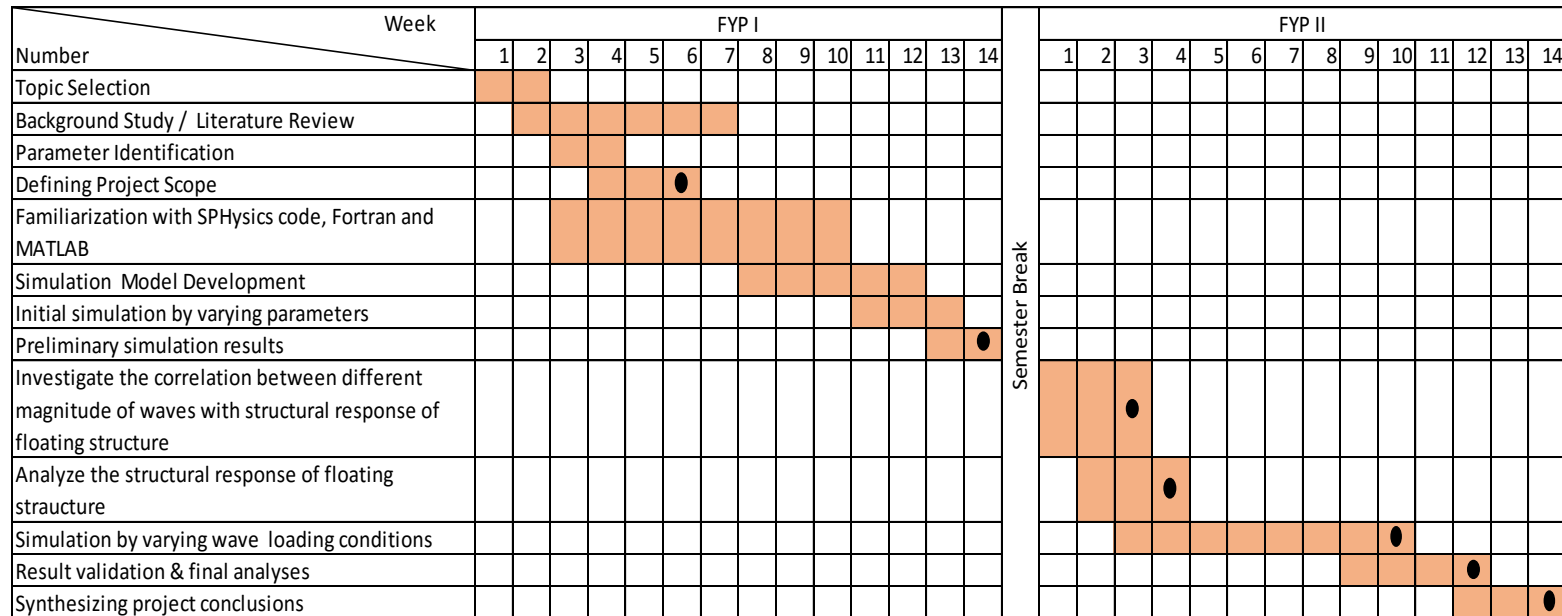 Week FYP I FYP II
Number 1 2 3 4 5 6 7 8 9 10 11 12 13 14 1 2 3 4 5 6 7 8 9 10 11 12 13 14
Topic Selection
Background Study / Literature Review
Parameter Identification
Defining Project Scope
Familiarization with SPHysics code, Fortran and
MATLAB
Simulation Model Development
Initial simulation by varying parameters
Preliminary simulation results
Semester Break
Investigate the correlation between different
magnitude of waves with structural response of
floating structure
Analyze the structural response of floating
straucture
Simulation by varying wave loading conditions
Result validation & final analyses
Synthesizing project conclusions